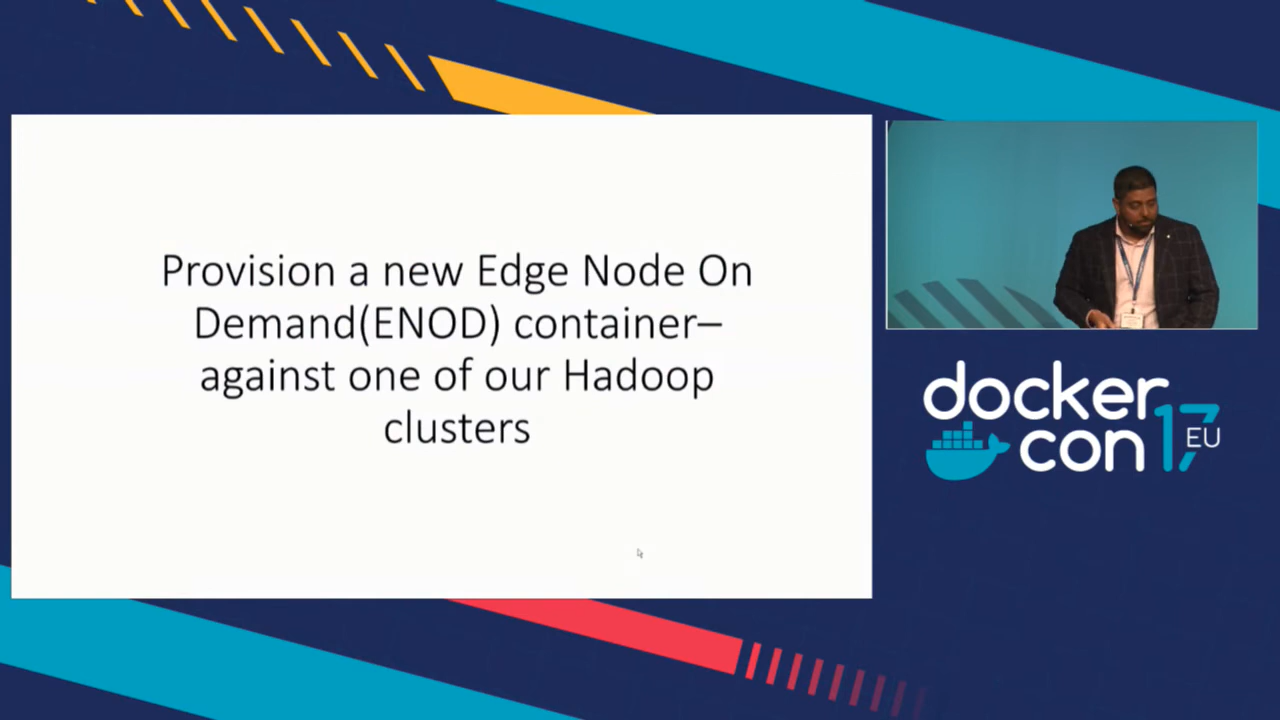 Provision a new Edge Node On
Demand(ENOD) container–
against one of our Hadoop
clusters
docker
con 17 EU